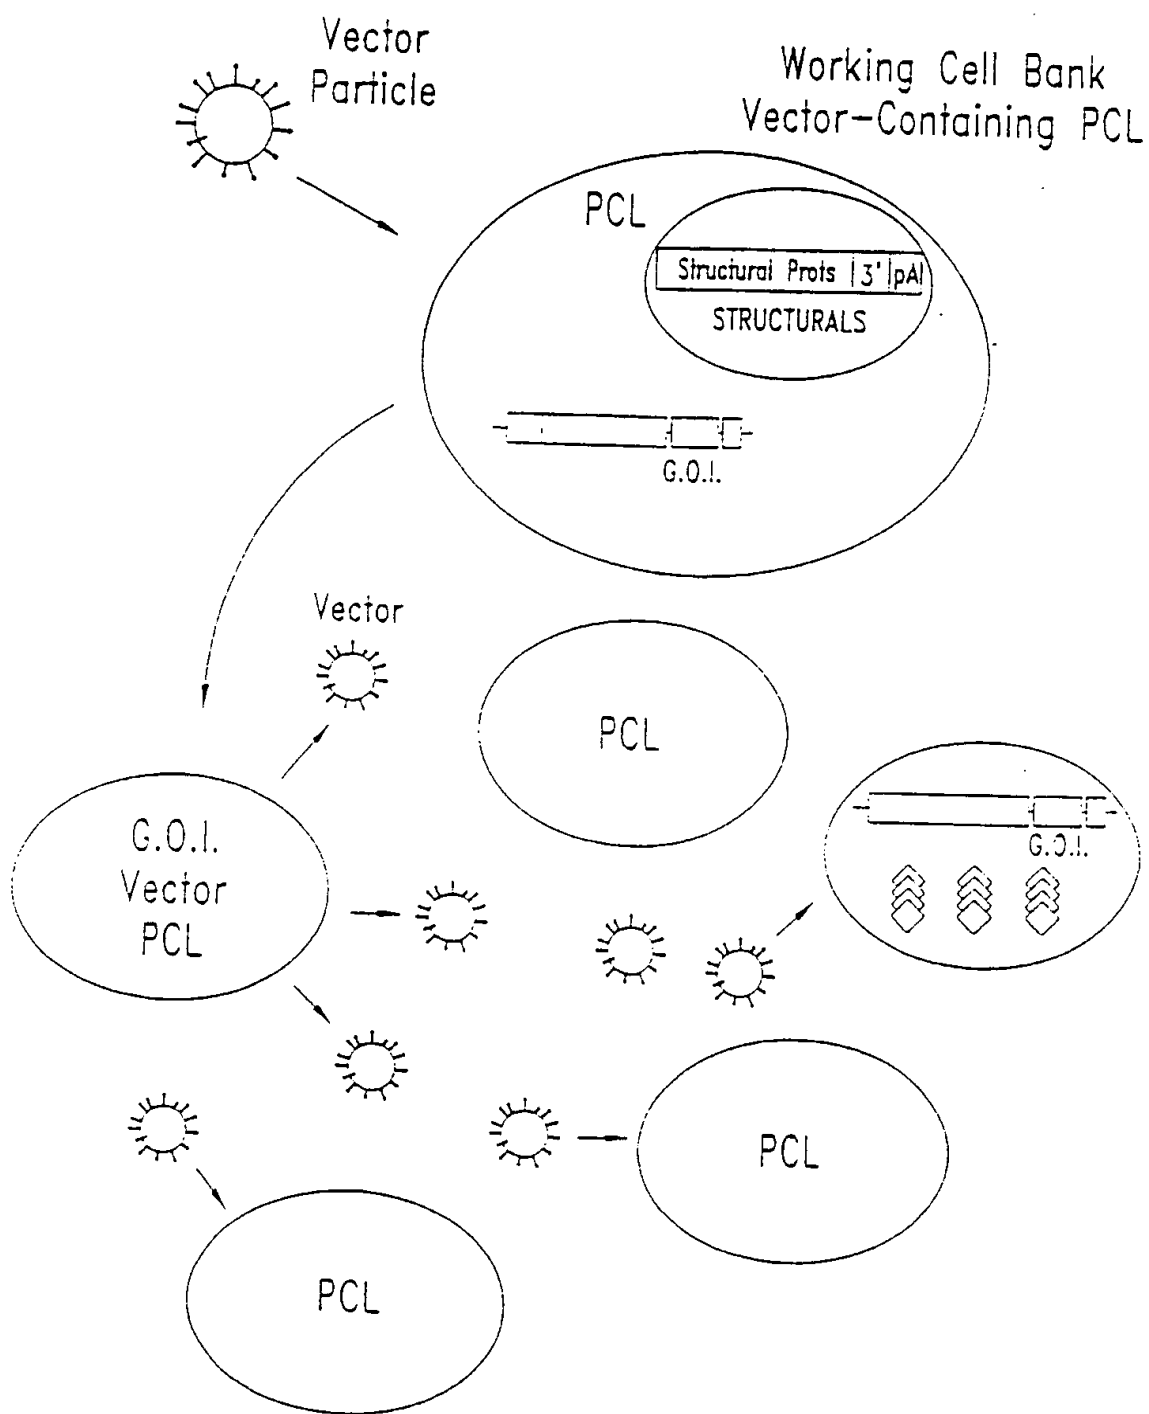 Vector
Particle
Working Cell Bank
Vector-Containing PCL
PCL
Structural Prots 3' pA
STRUCTURALS
G.O.I.
Vector
PCL
G.O.I.
G.O.I.
Vector
PCL
PCL
PCL